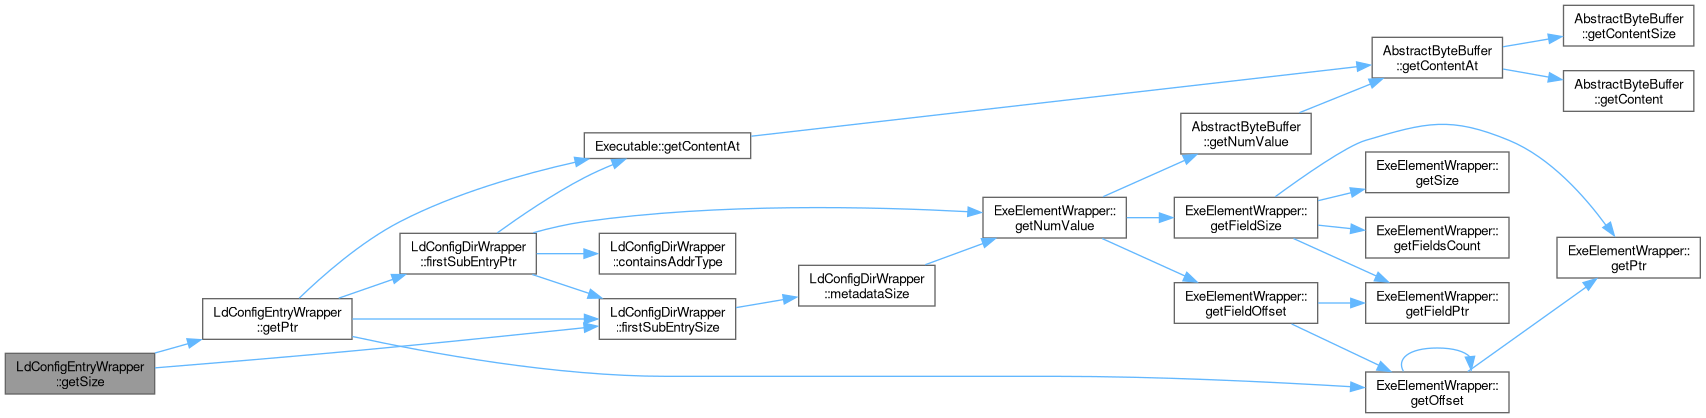 LdConfigEntryWrapper
::getSize
LdConfigEntryWrapper
::getPtr
LdConfigDirWrapper
::firstSubEntryPtr
Executable::getContentAt
LdConfigDirWrapper
::containsAddrType
LdConfigDirWrapper
::firstSubEntrySize
LdConfigDirWrapper
::metadataSize
ExeElementWrapper::
getNumValue
AbstractByteBuffer
::getNumValue
ExeElementWrapper::
getFieldSize
ExeElementWrapper::
getFieldOffset
AbstractByteBuffer
::getContentAt
ExeElementWrapper::
getSize
ExeElementWrapper::
getFieldsCount
ExeElementWrapper::
getFieldPtr
ExeElementWrapper::
getOffset
AbstractByteBuffer
::getContentSize
AbstractByteBuffer
::getContent
ExeElementWrapper::
getPtr